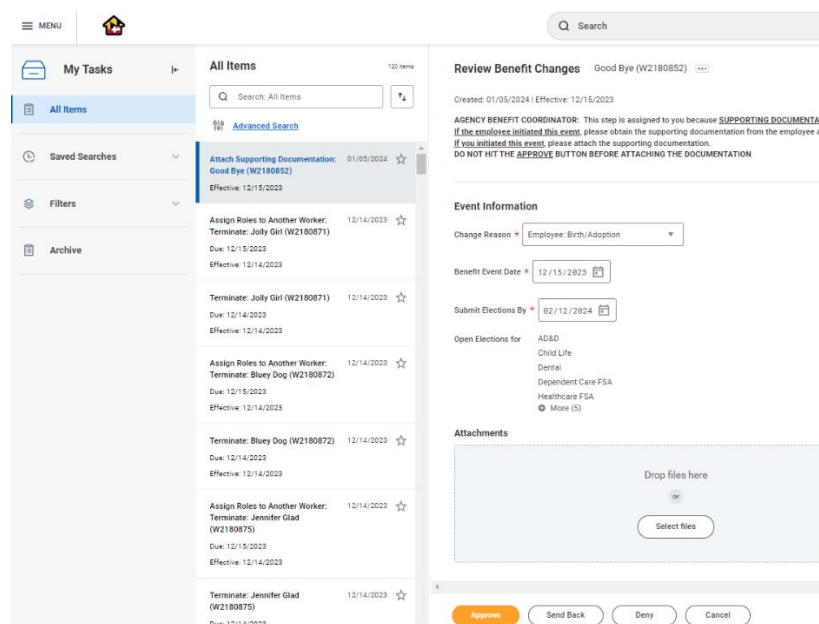 MENU
Search
My Tasks
All Items
Saved Searches
Filters
Archive
All Items
120 items
Search: All Items
Advanced Search
Attach Supporting Documentation: 01/05/2024
Good Bye (W2180852)
Effective: 12/15/2023
Assign Roles to Another Worker: 12/14/2023
Terminate: Jolly Girl (W2180871)
Due: 12/15/2023
Effective: 12/14/2023
Terminate: Jolly Girl (W2180871) 12/14/2023
Due: 12/14/2023
Effective: 12/14/2023
Assign Roles to Another Worker: 12/14/2023
Terminate: Bluey Dog (W2180872)
Due: 12/15/2023
Effective: 12/14/2023
Terminate: Bluey Dog (W2180872) 12/14/2023
Due: 12/14/2023
Effective: 12/14/2023
Assign Roles to Another Worker: 12/14/2023
Terminate: Jennifer Glad
(W2180875)
Due: 12/15/2023
Effective: 12/14/2023
Terminate: Jennifer Glad 12/14/2023
(W2180875)
Due: 12/14/2023
Review Benefit Changes Good Bye (W2180852)
Created: 01/05/2024 | Effective: 12/15/2023
AGENCY BENEFIT COORDINATOR: This step is assigned to you because SUPPORTING DOCUMENTA
If the employee initiated this event, please obtain the supporting documentation from the employee a
If you initiated this event, please attach the supporting documentation.
DO NOT HIT THE APPROVE BUTTON BEFORE ATTACHING THE DOCUMENTATION
Event Information
Change Reason * Employee: Birth/Adoption
Benefit Event Date * 12/15/2023
Submit Elections By * 02/12/2024
Open Elections for AD&D
Child Life
Dental
Dependent Care FSA
Healthcare FSA
More (5)
Attachments
Drop files here
or
Select files
Approve Send Back Deny Cancel